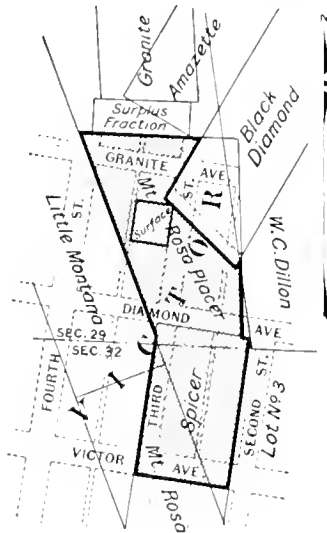 Granite
Amazette
Surplus
Fraction
Black
Diamond
GRANITE
AVE
ST.
Mt.
Rosa placer
Surface
Little Montana
ST.
VICTOR
DIAMOND
AVE
W.C. Dillon
SEC. 29
SEC. 32
FOURTH
THIRD
Spicer
SECOND
ST.
Lot Nº 3
VICTOR
AVE
Mt.
Rosa